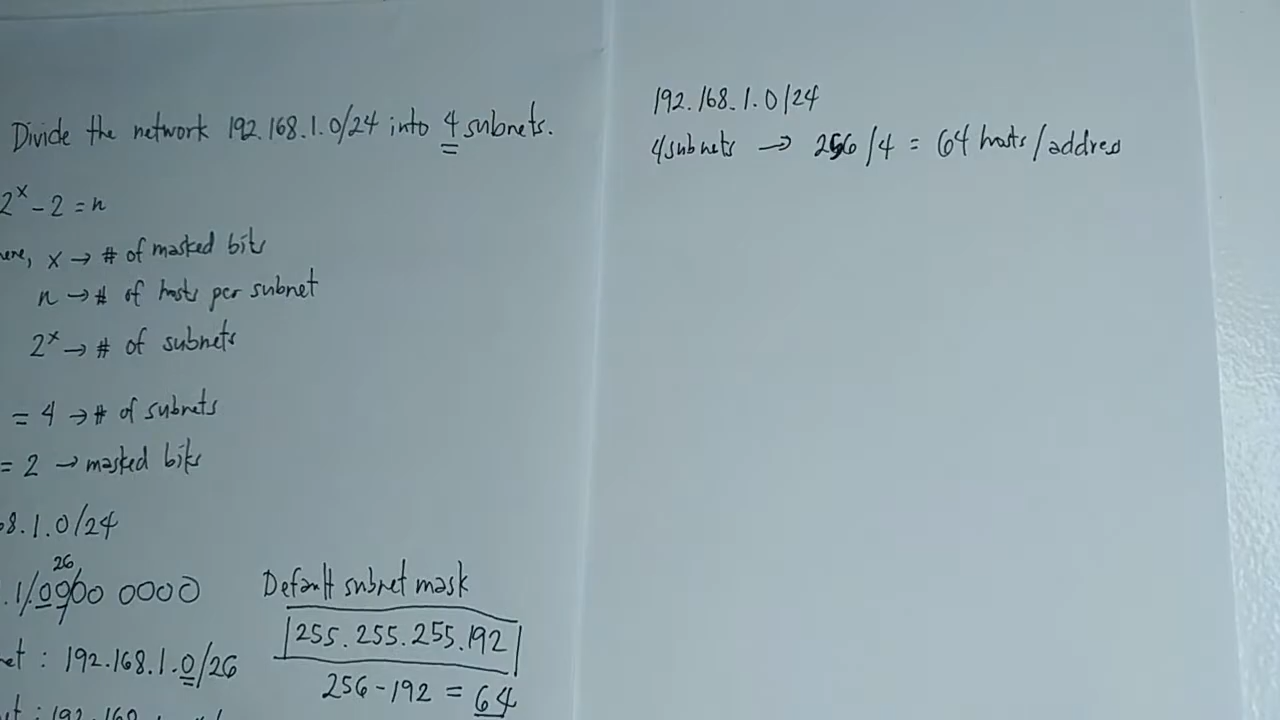 Divide the network 192.168.1.0/24 into 4 subnets.
2^x - 2 = n
x → # of masked bits
n → # of hosts per subnet
2^x → # of subnets
= 4 → # of subnets
= 2 → masked bits
8.1.0/24
26
.1/.0000 0000
: 192.168.1.0/26
Default subnet mask
255.255.255.192
256-192 = 64
192.168.1.0/24
4 subnets → 256/4 = 64 hosts/address